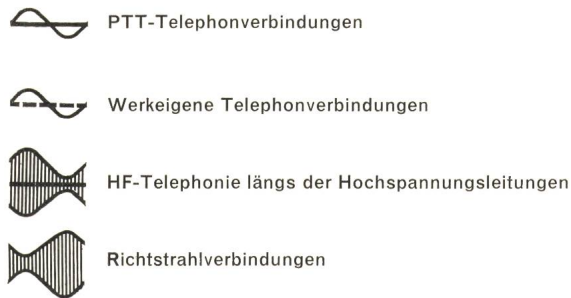 PTT-Telephonverbindungen
Werkeigene Telephonverbindungen
HF-Telephonie längs der Hochspannungsleitungen
Richtstrahlverbindungen